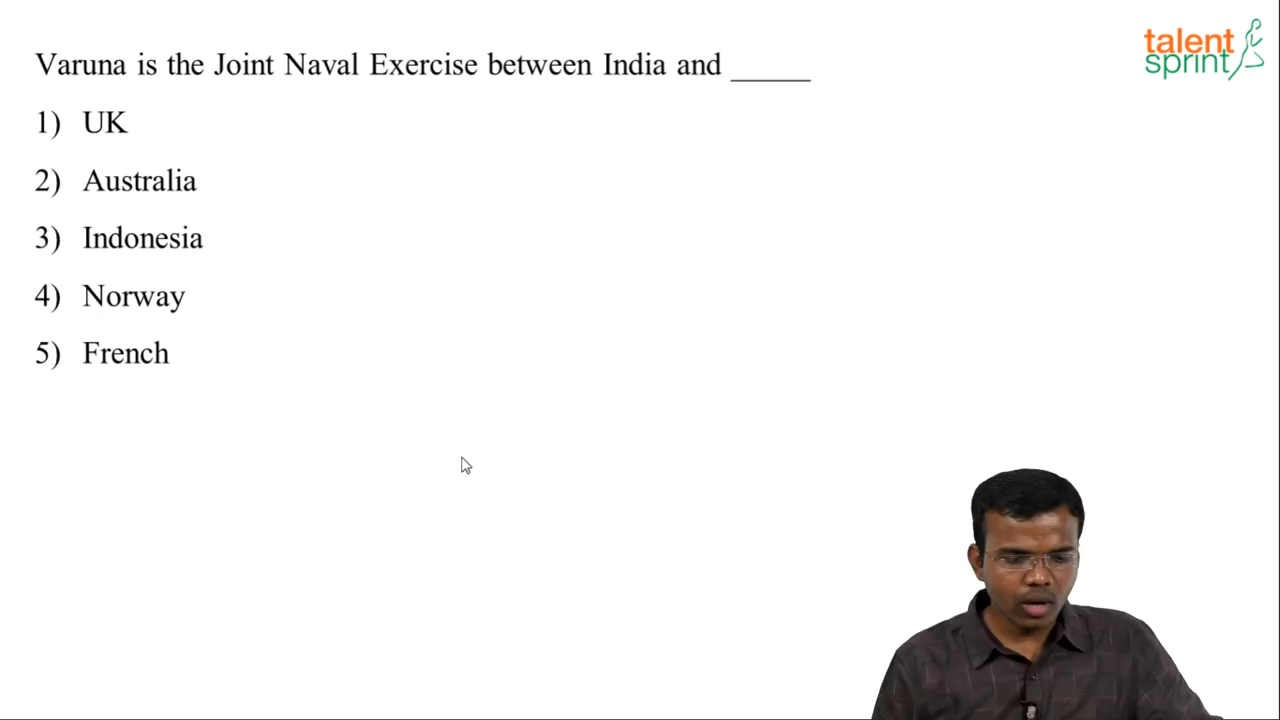 talent
sprint
Varuna is the Joint Naval Exercise between India and _____
1) UK
2) Australia
3) Indonesia
4) Norway
5) French